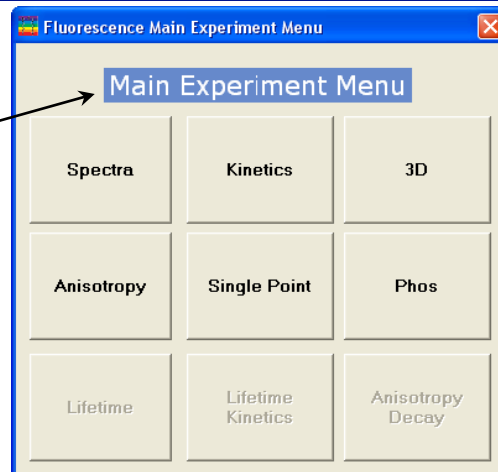 Fluorescence Main Experiment Menu
Main Experiment Menu
Spectra
Kinetics
3D
Anisotropy
Single Point
Phos
Lifetime
Lifetime
Kinetics
Anisotropy
Decay